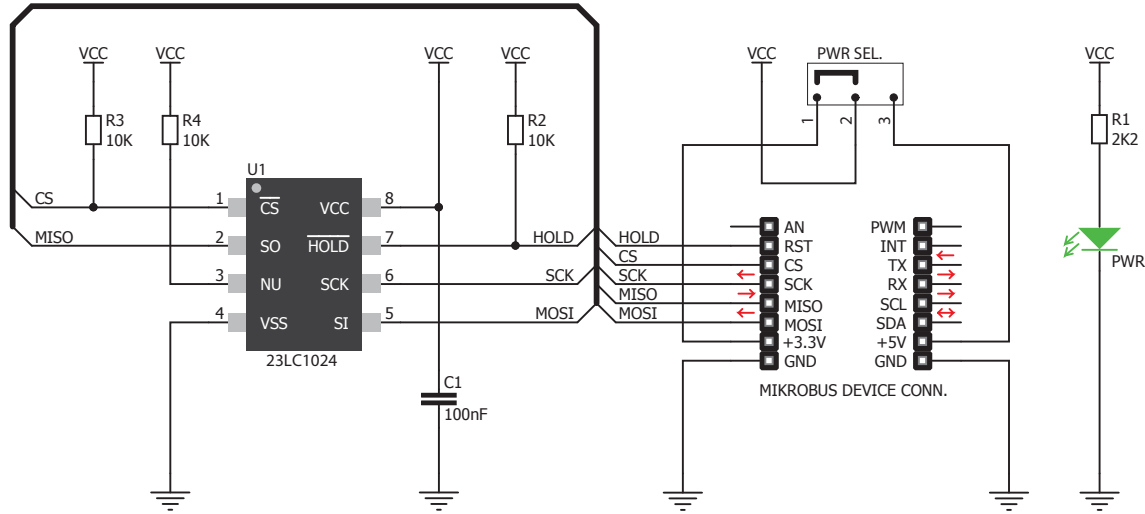 VCC
VCC
VCC
VCC
VCC
PWR SEL.
VCC
R3
10K
R4
10K
R2
10K
1
2
3
R1
2K2
U1
CS
1
CS
VCC
8
MISO
2
SO
HOLD
7
HOLD
3
NU
SCK
6
SCK
4
VSS
SI
5
MOSI
23LC1024
HOLD
CS
SCK
MISO
MOSI
AN
RST
CS
SCK
MISO
MOSI
+3.3V
GND
PWM
INT
TX
RX
SCL
SDA
+5V
GND
MIKROBUS DEVICE CONN.
PWR
C1
100nF